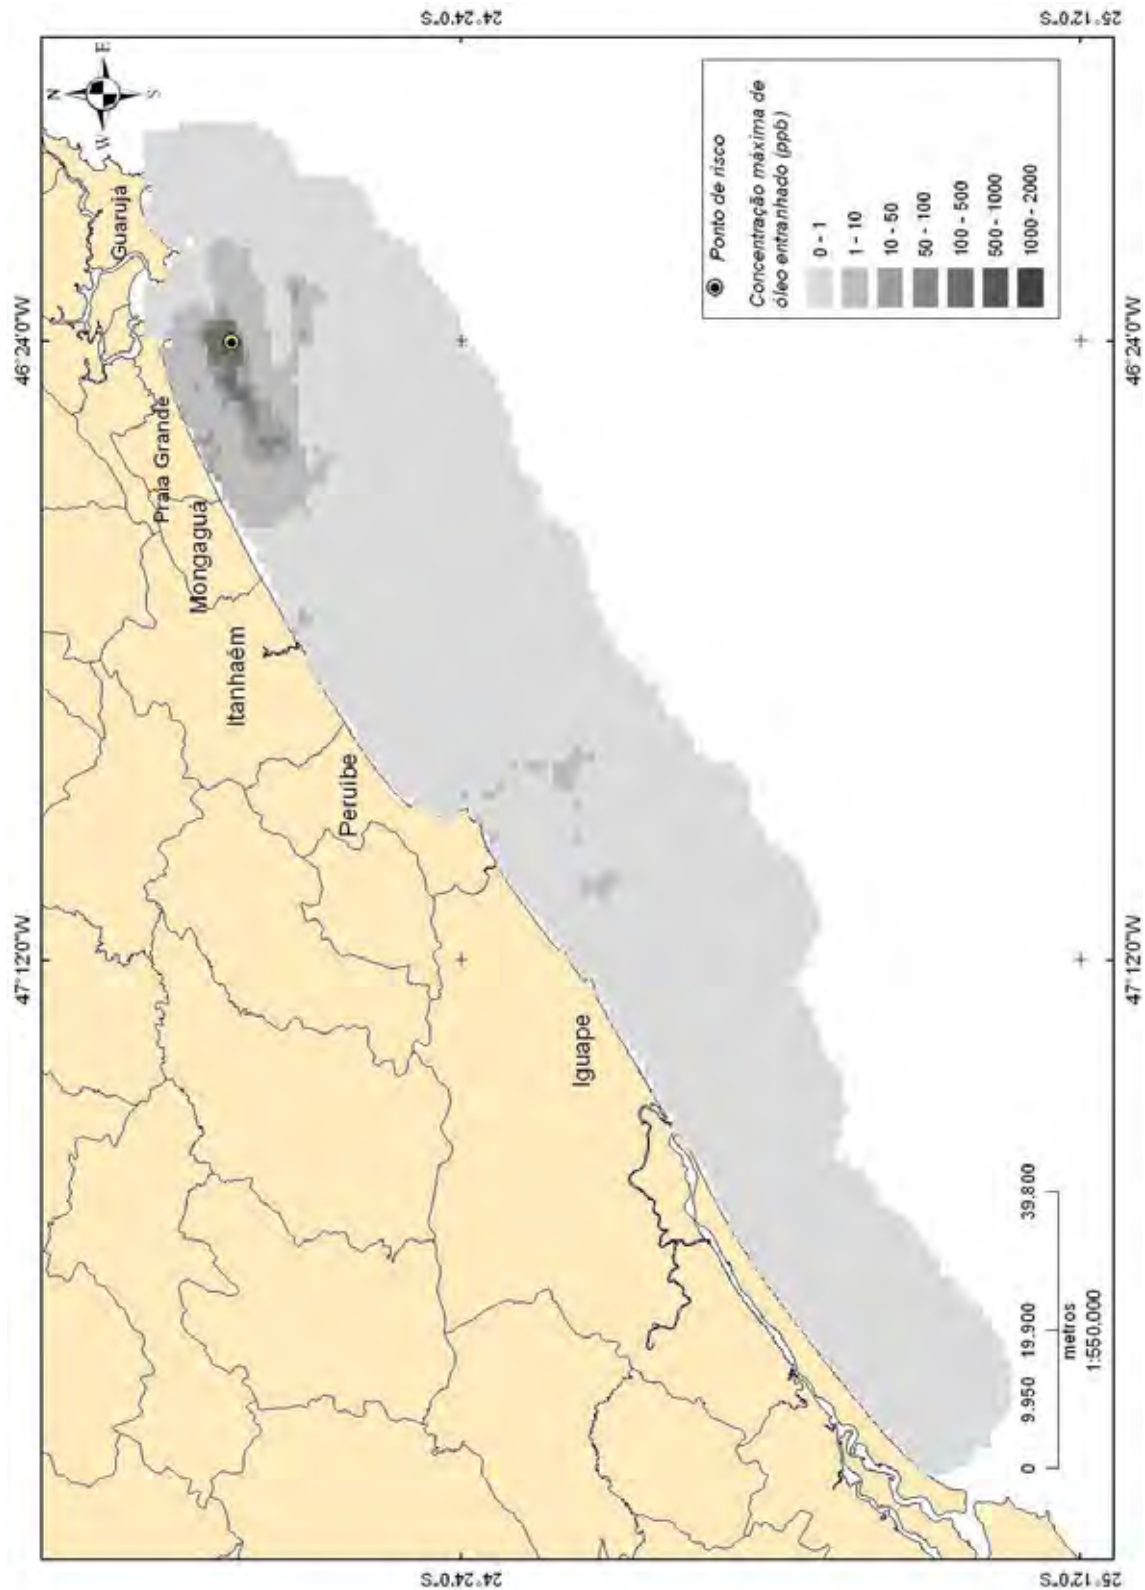 47°12'0"W
46°24'0"W
24°24'0"S
24°24'0"S
25°12'0"S
25°12'0"S
47°12'0"W
46°24'0"W
N
W
E
S
Guarujá
Praia Grande
Mongaguá
Itanhaém
Peruíbe
Iguape
Ponto de risco
Concentração máxima de
óleo entranhado (ppb)
0 - 1
1 - 10
10 - 50
50 - 100
100 - 500
500 - 1000
1000 - 2000
0 9.950 19.900 39.800
metros
1:550.000